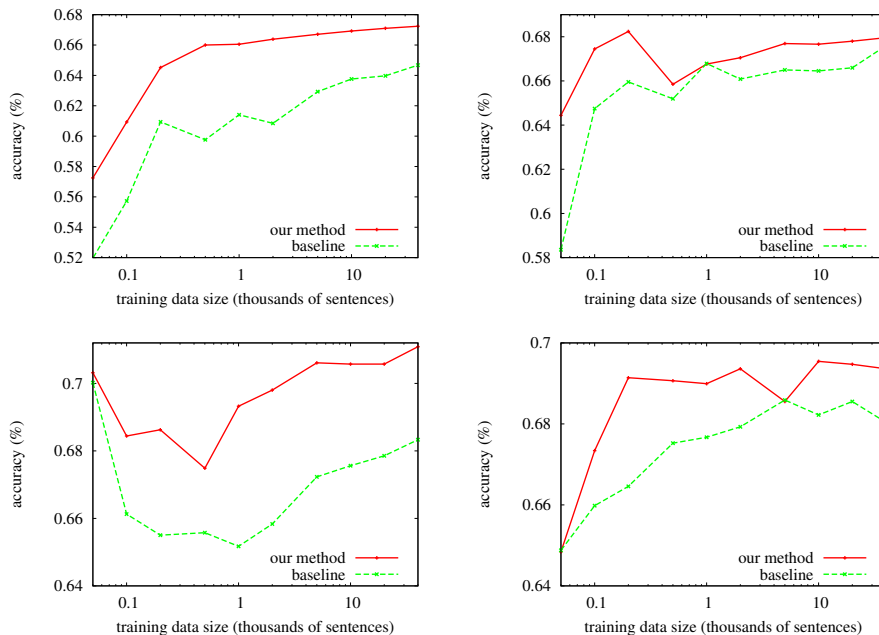 0.68
0.66
0.64
0.62
0.6
0.58
0.56
0.54
0.52
accuracy (%)
our method
baseline
0.1 1 10
training data size (thousands of sentences)
0.68
0.66
0.64
0.62
0.6
0.58
accuracy (%)
our method
baseline
0.1 1 10
training data size (thousands of sentences)
0.7
0.68
0.66
0.64
accuracy (%)
our method
baseline
0.1 1 10
training data size (thousands of sentences)
0.7
0.68
0.66
0.64
accuracy (%)
our method
baseline
0.1 1 10
training data size (thousands of sentences)